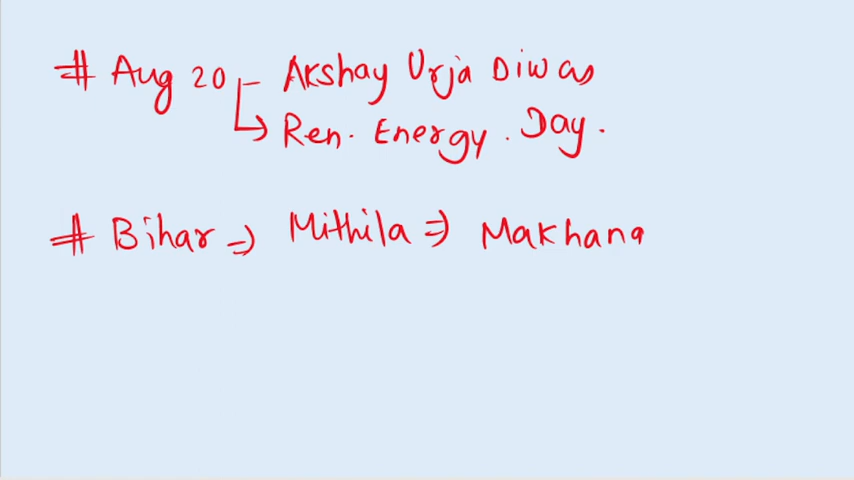 # Aug 20 - Akshay Urja Diwas
↳ Ren. Energy. Day.
# Bihar ⇒ Mithila ⇒ Makhana